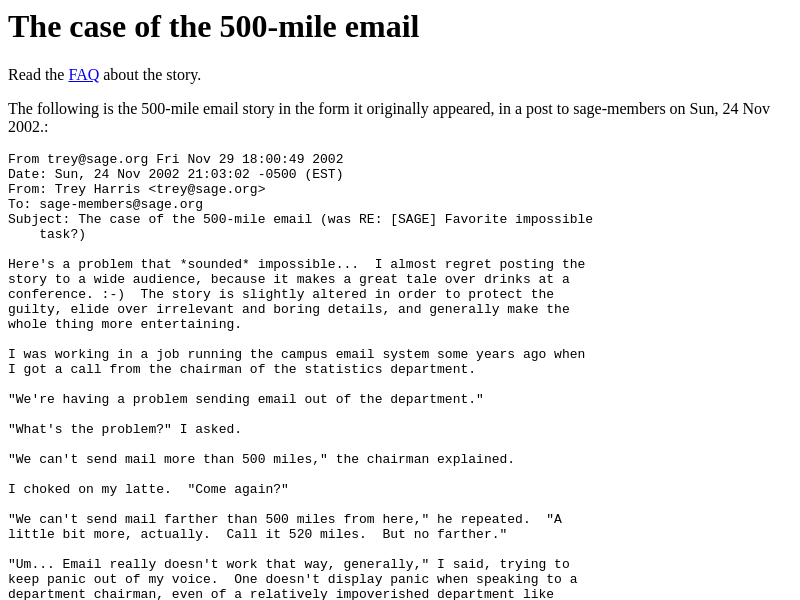 The case of the 500-mile email
Read the FAQ about the story.
The following is the 500-mile email story in the form it originally appeared, in a post to sage-members on Sun, 24 Nov
2002.:
From trey@sage.org Fri Nov 29 18:00:49 2002
Date: Sun, 24 Nov 2002 21:03:02 -0500 (EST)
From: Trey Harris <trey@sage.org>
To: sage-members@sage.org
Subject: The case of the 500-mile email (was RE: [SAGE] Favorite impossible
    task?)
Here's a problem that *sounded* impossible...  I almost regret posting the
story to a wide audience, because it makes a great tale over drinks at a
conference. :-)  The story is slightly altered in order to protect the
guilty, elide over irrelevant and boring details, and generally make the
whole thing more entertaining.
I was working in a job running the campus email system some years ago when
I got a call from the chairman of the statistics department.
"We're having a problem sending email out of the department."
"What's the problem?" I asked.
"We can't send mail more than 500 miles," the chairman explained.
I choked on my latte.  "Come again?"
"We can't send mail farther than 500 miles from here," he repeated.  "A
little bit more, actually.  Call it 520 miles.  But no farther."
"Um... Email really doesn't work that way, generally," I said, trying to
keep panic out of my voice.  One doesn't display panic when speaking to a
department chairman, even of a relatively impoverished department like